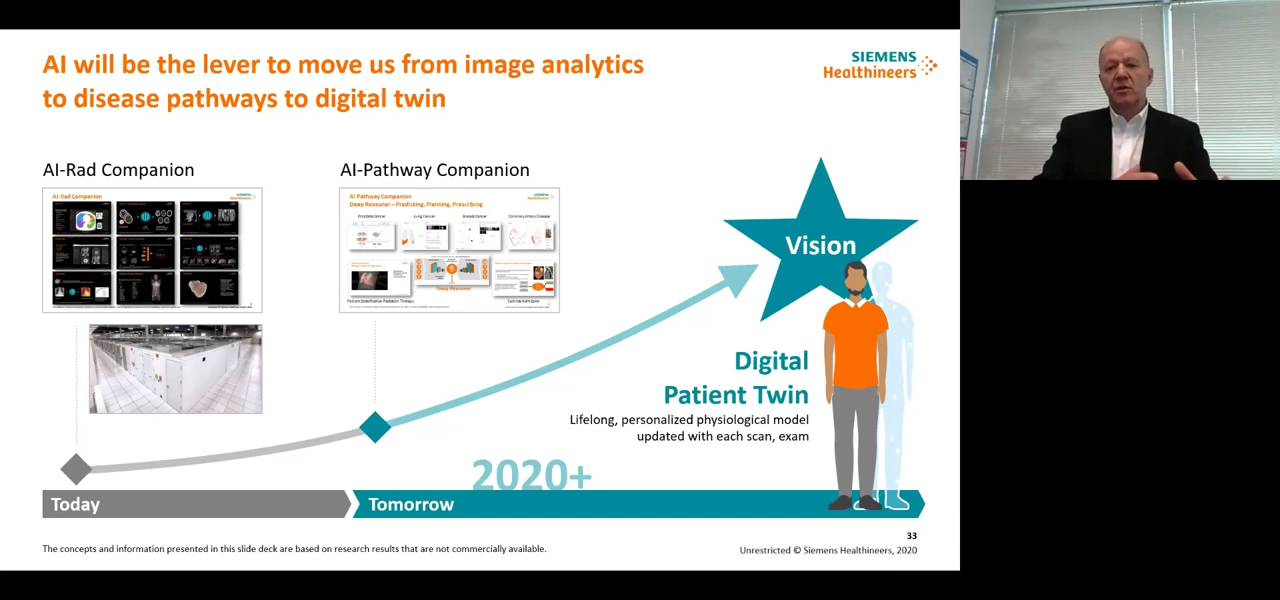 AI will be the lever to move us from image analytics
to disease pathways to digital twin
SIEMENS
Healthineers
AI-Rad Companion
AI-Pathway Companion
AI-Rad Companion
AI Pathway Companion
Deep Reasoner – Predicting, Planning, Prescribing
Prostate Cancer
Lung Cancer
Breast Cancer
Coronary Artery Disease
Deep Reasoner
Vision
Digital
Patient Twin
Lifelong, personalized physiological model
updated with each scan, exam
2020+
Today
Tomorrow
33
The concepts and information presented in this slide deck are based on research results that are not commercially available.
Unrestricted © Siemens Healthineers, 2020